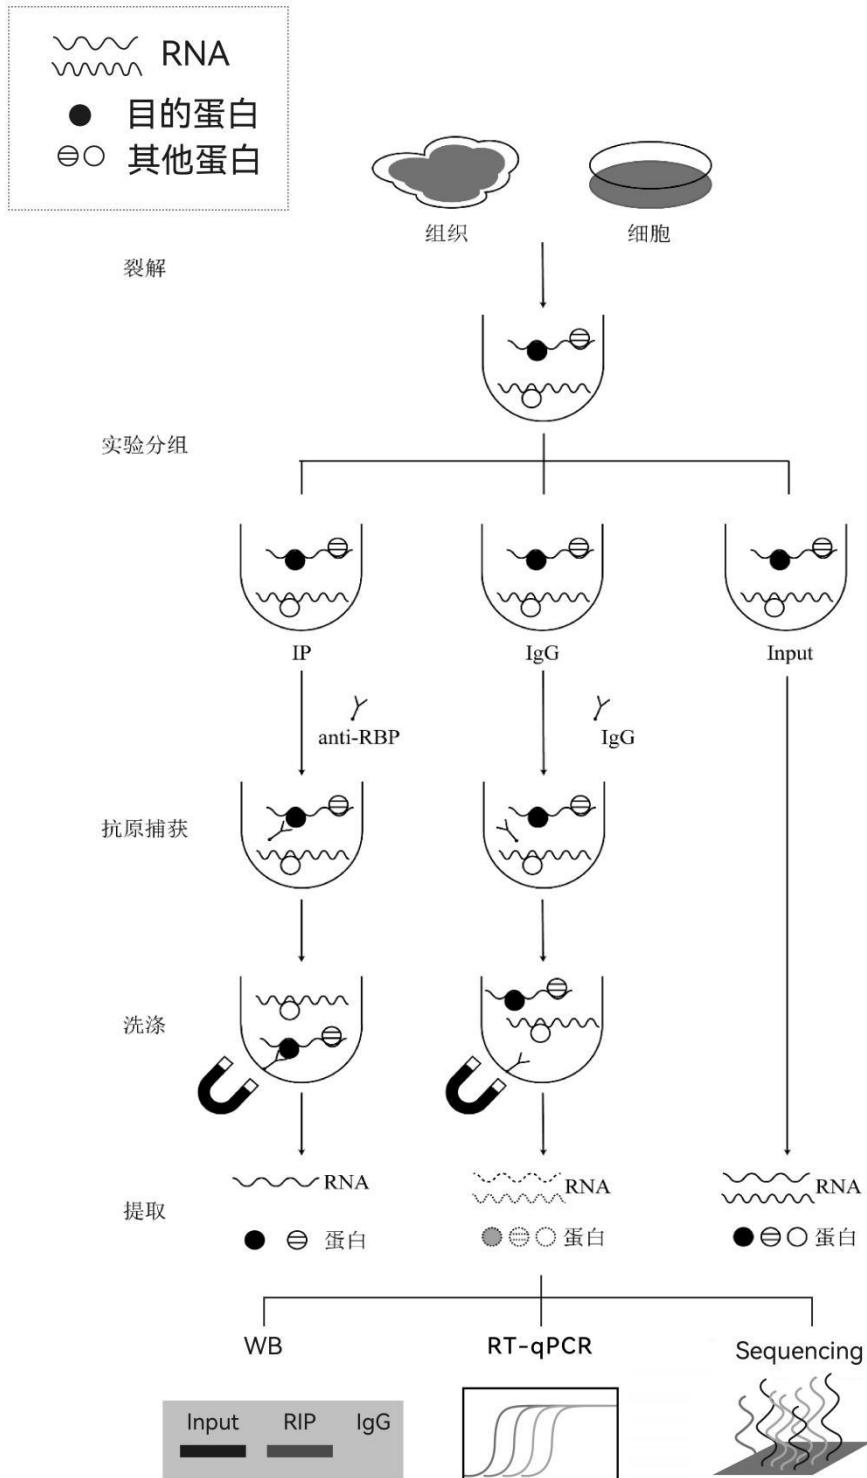 RNA
目的蛋白
其他蛋白
组织
细胞
裂解
实验分组
IP
IgG
Input
anti-RBP
IgG
抗原捕获
洗涤
RNA
RNA
RNA
提取
蛋白
蛋白
蛋白
WB
RT-qPCR
Sequencing
Input RIP IgG